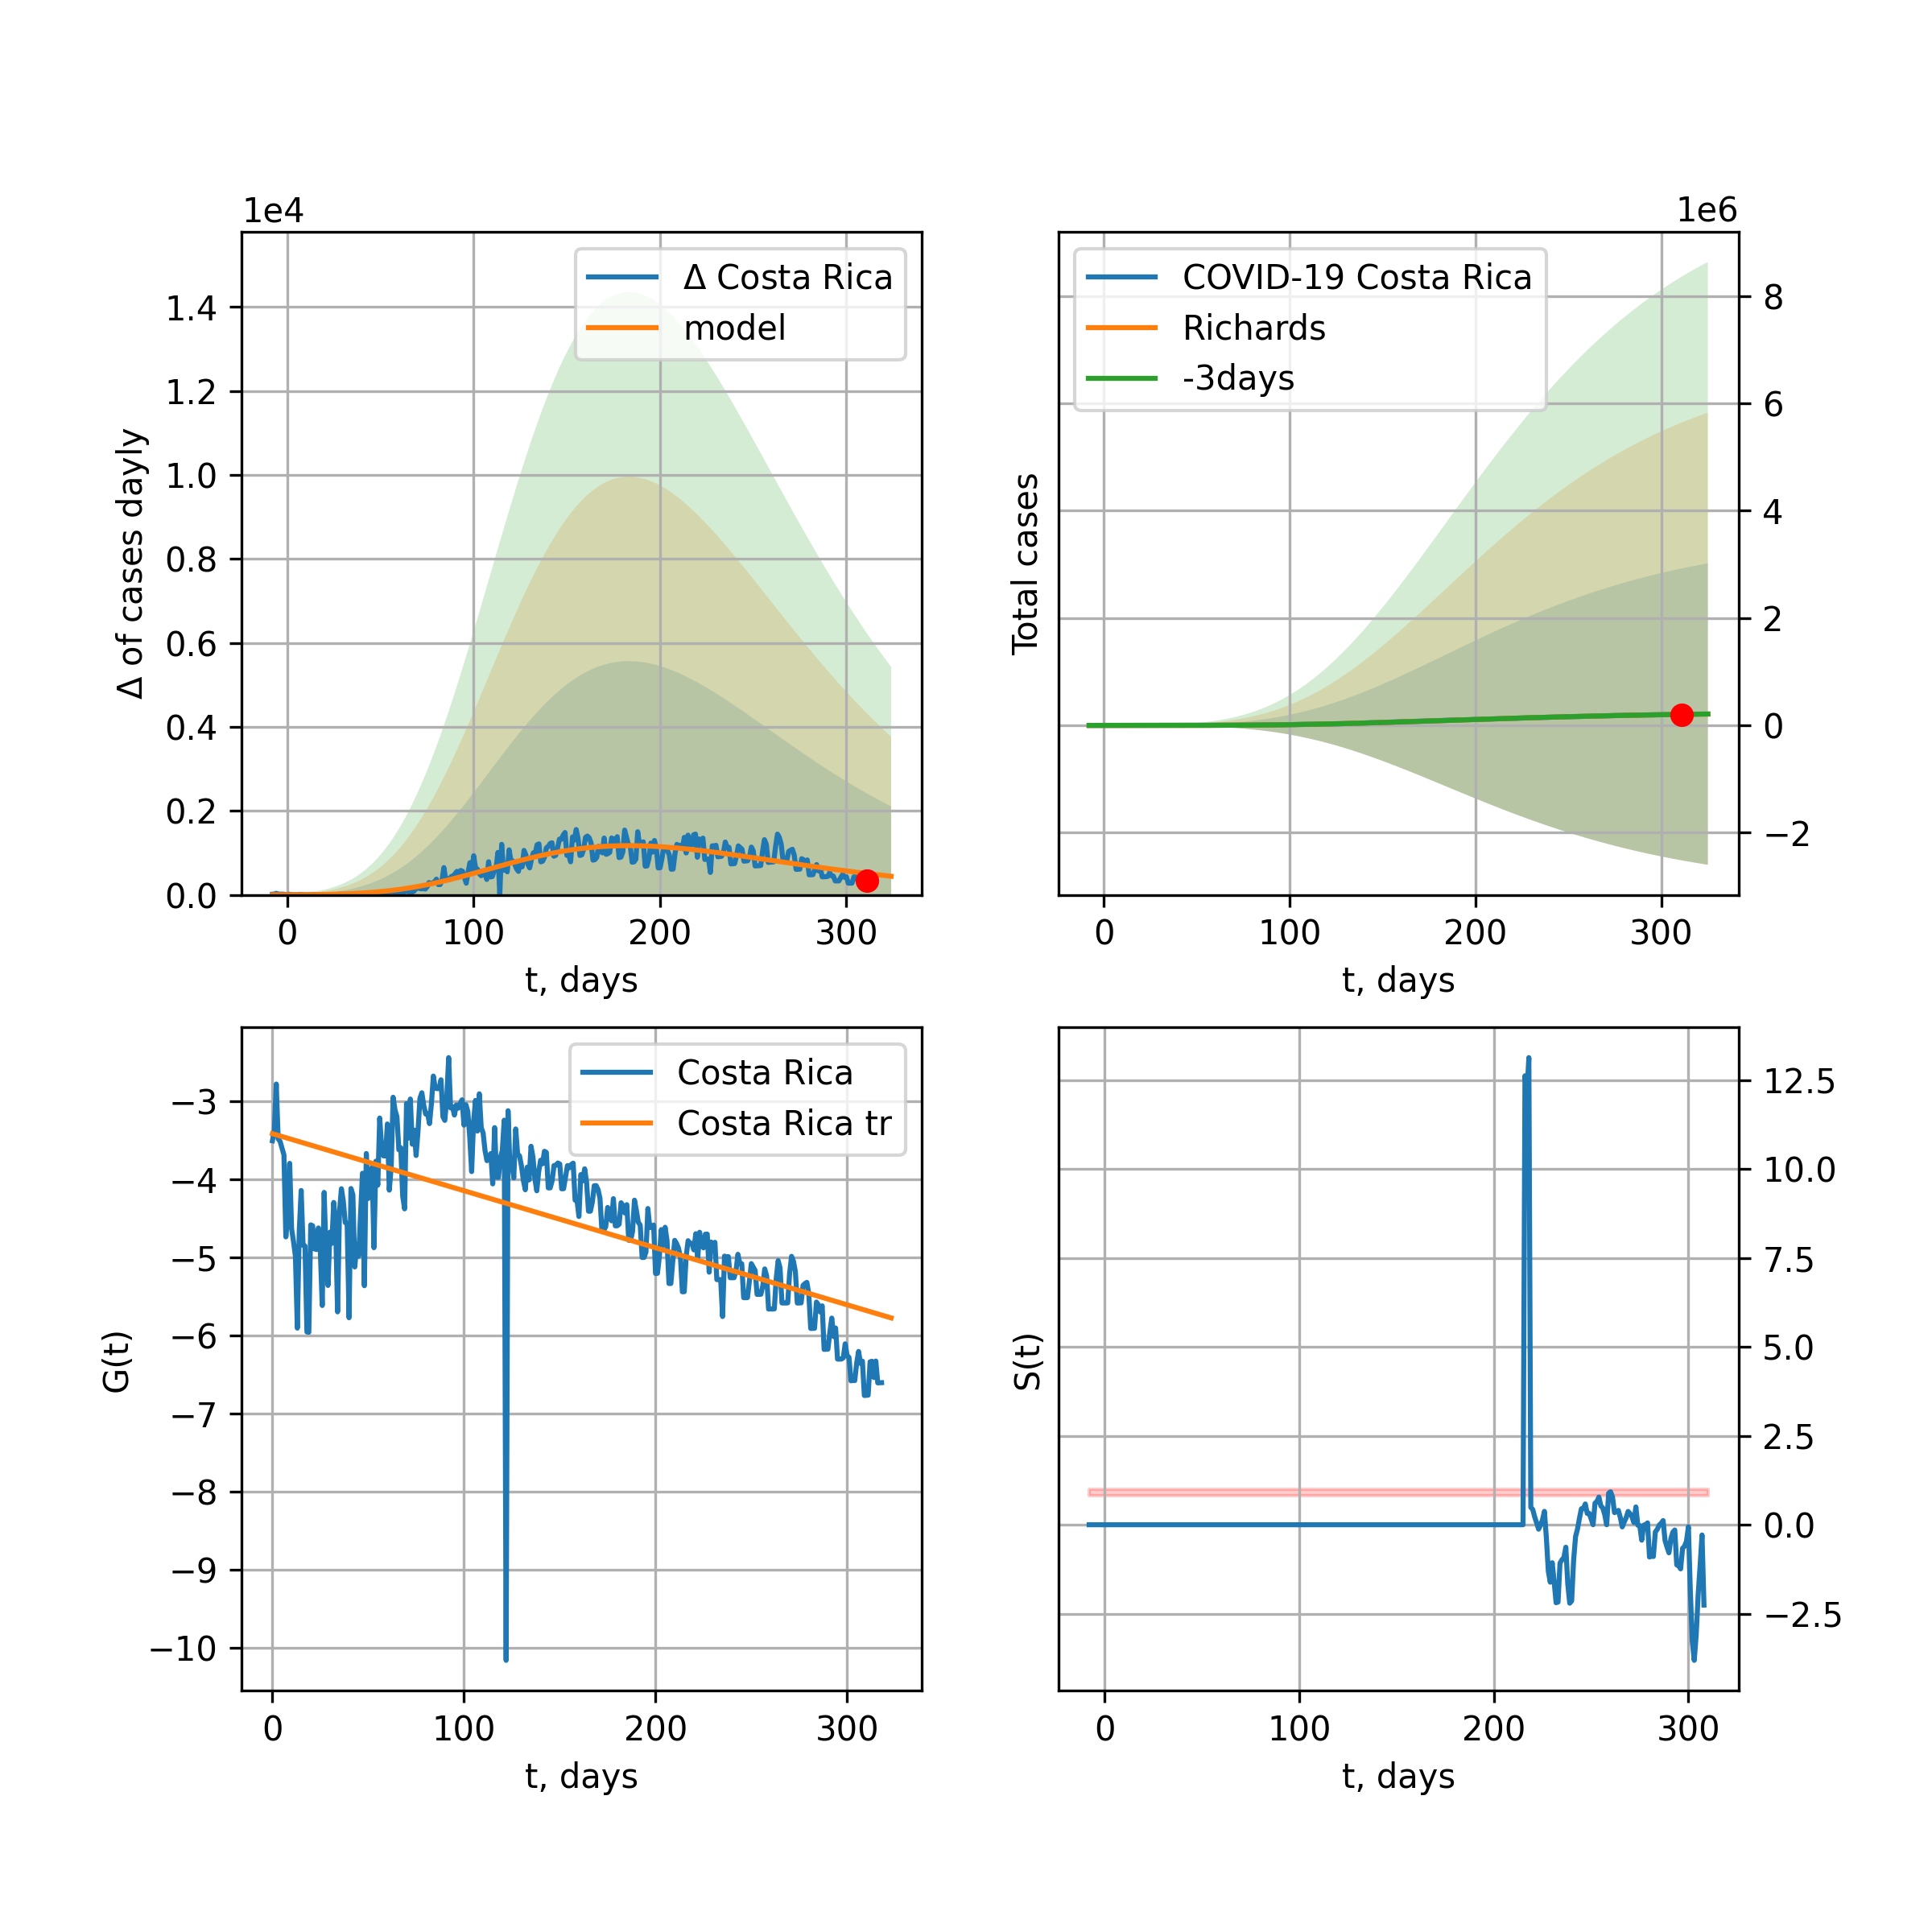 1e4
Δ of cases dayly
1.4
1.2
1.0
0.8
0.6
0.4
0.2
0.0
Δ Costa Rica
model
0 100 200 300
t, days
1e6
Total cases
COVID-19 Costa Rica
Richards
-3days
8
6
4
2
0
−2
0 100 200 300
t, days
G(t)
−3
−4
−5
−6
−7
−8
−9
−10
Costa Rica
Costa Rica tr
0 100 200 300
t, days
S(t)
12.5
10.0
7.5
5.0
2.5
0.0
−2.5
0 100 200 300
t, days